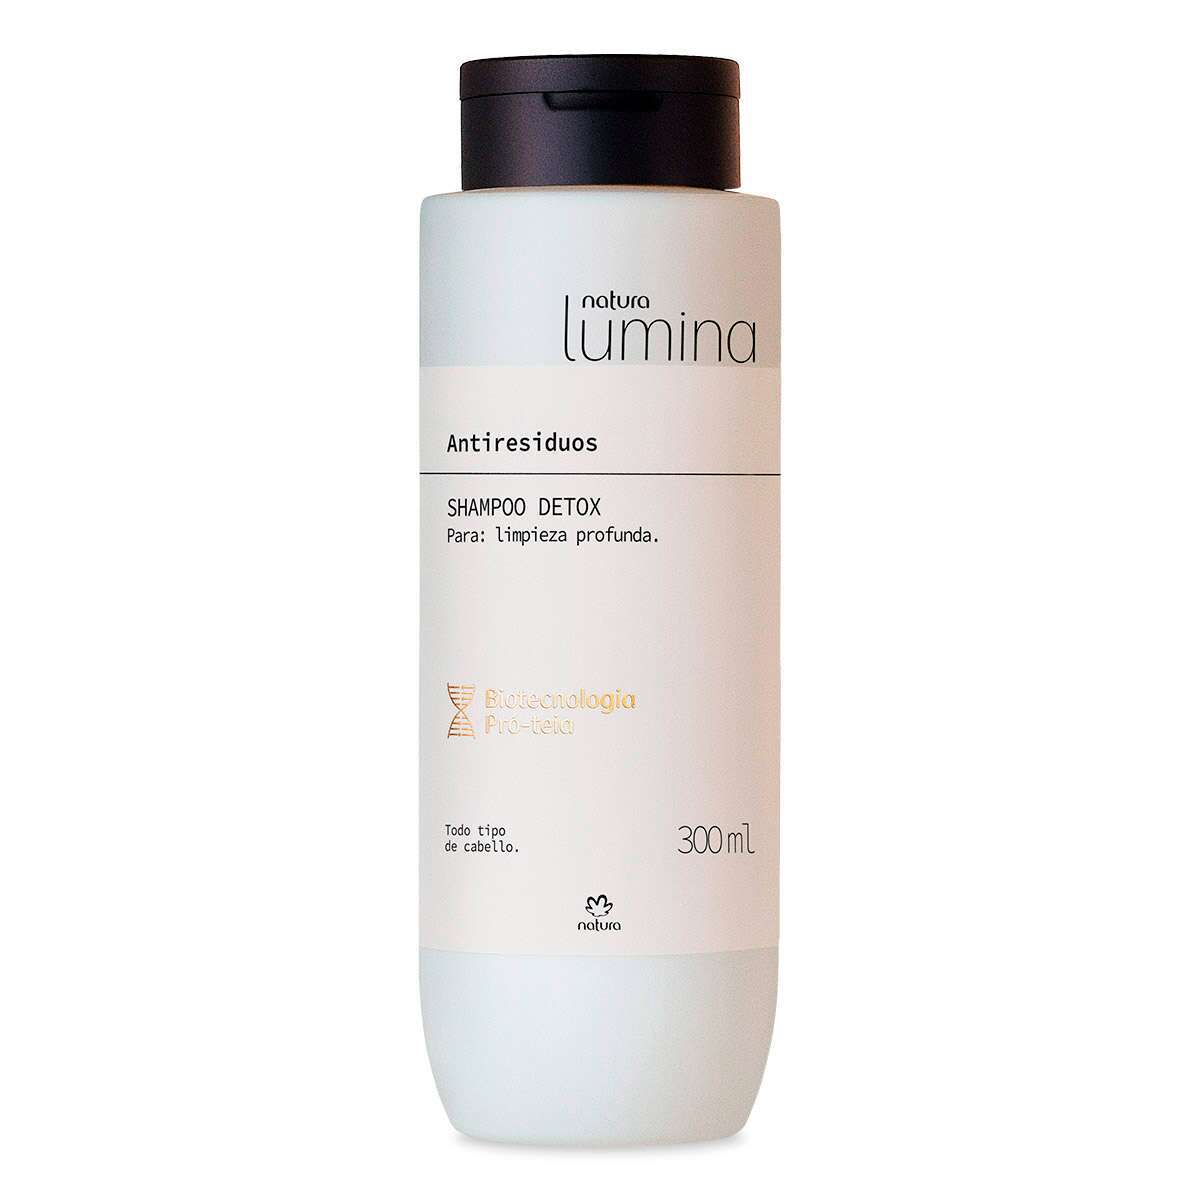 natura
lumina
Antiresiduos
SHAMPOO DETOX
Para: limpieza profunda.
Biotecnologia
Pró-teia
Todo tipo
de cabello.
300 ml
natura